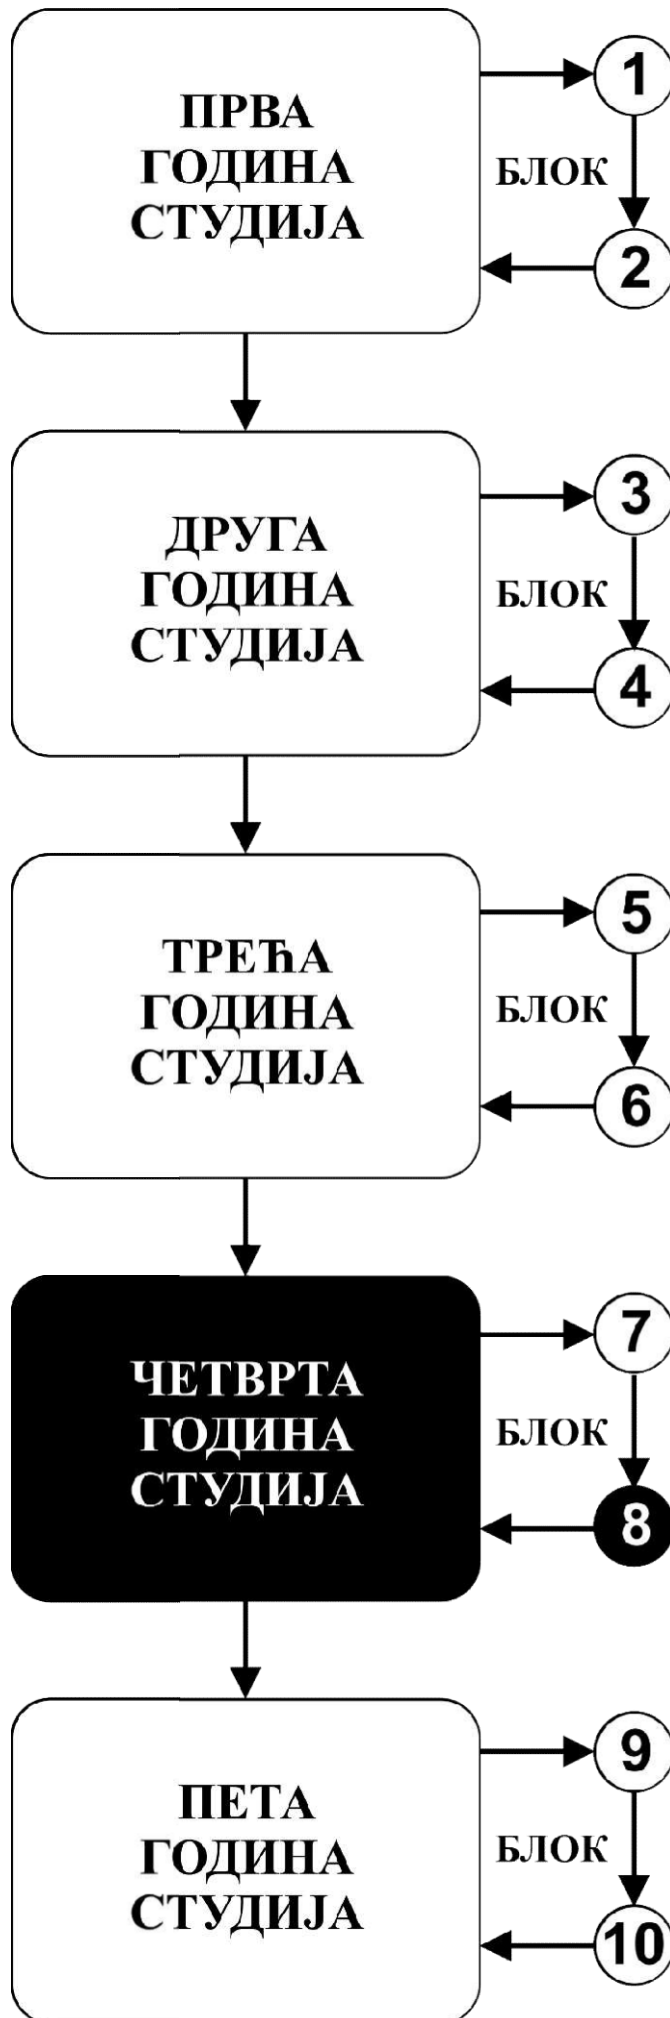 ПРВА
ГОДИНА
СТУДИЈА
1
БЛОК
2
ДРУГА
ГОДИНА
СТУДИЈА
3
БЛОК
4
ТРЕЋА
ГОДИНА
СТУДИЈА
5
БЛОК
6
ЧЕТВРТА
ГОДИНА
СТУДИЈА
7
БЛОК
8
ПЕТА
ГОДИНА
СТУДИЈА
9
БЛОК
10